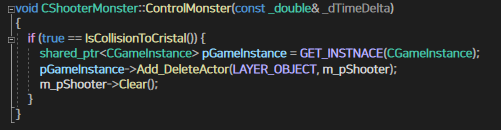 void CShooterMonster::ControlMonster(const _double& _dTimeDelta)
{
if (true == IsCollisionToCristal()) {
shared_ptr<CGameInstance> pGameInstance = GET_INSTNACE(CGameInstance);
pGameInstance->Add_DeleteActor(LAYER_OBJECT, m_pShooter);
m_pShooter->Clear();
}
}